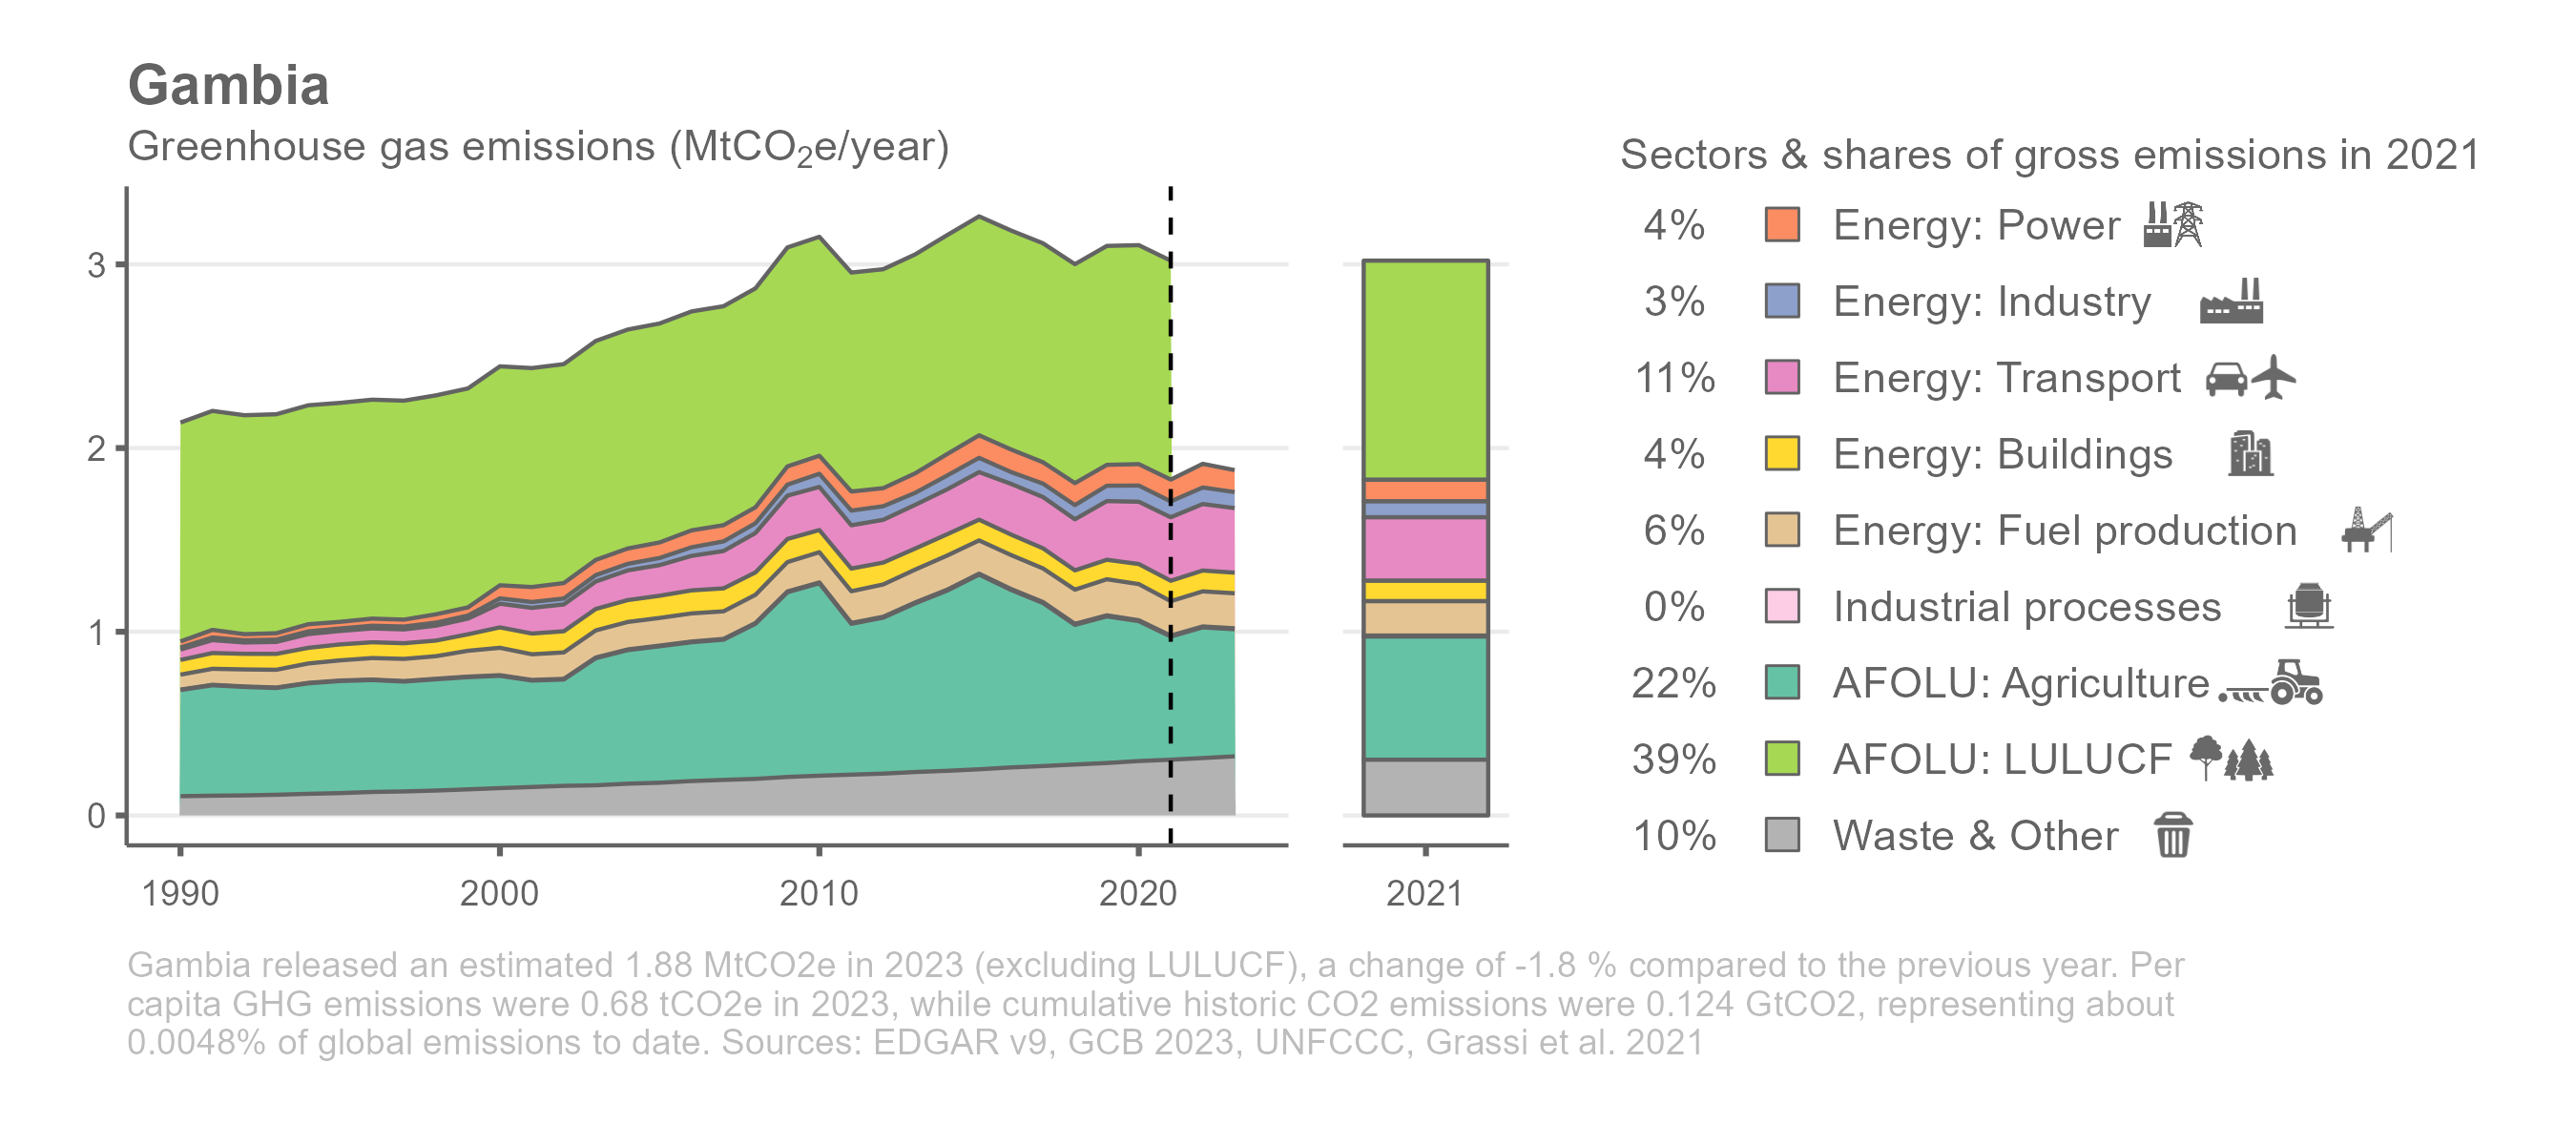 Gambia
Greenhouse gas emissions (MtCO₂e/year)
3
2
1
0
1990
2000
2010
2020
2021
Sectors & shares of gross emissions in 2021
4% Energy: Power
3% Energy: Industry
11% Energy: Transport
4% Energy: Buildings
6% Energy: Fuel production
0% Industrial processes
22% AFOLU: Agriculture
39% AFOLU: LULUCF
10% Waste & Other
Gambia released an estimated 1.88 MtCO2e in 2023 (excluding LULUCF), a change of -1.8 % compared to the previous year. Per
capita GHG emissions were 0.68 tCO2e in 2023, while cumulative historic CO2 emissions were 0.124 GtCO2, representing about
0.0048% of global emissions to date. Sources: EDGAR v9, GCB 2023, UNFCCC, Grassi et al. 2021